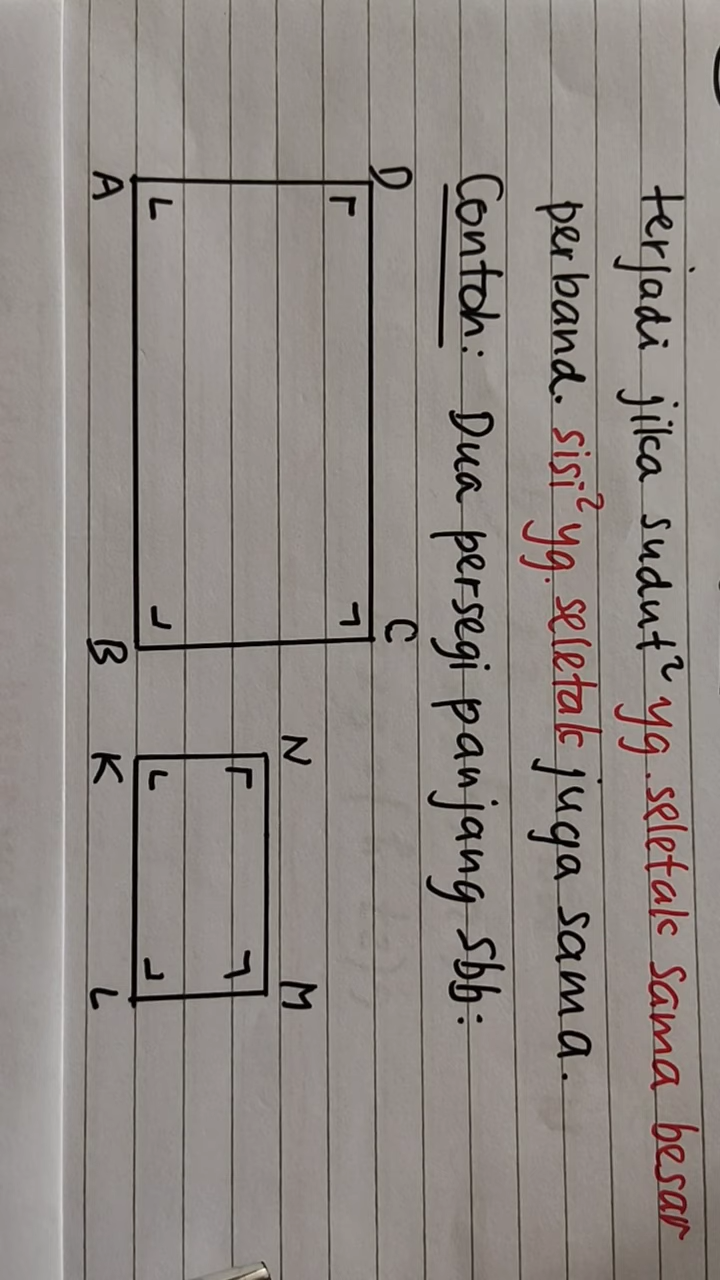 terjadi jika sudut² yg. seletak sama besar
perband. sisi² yg. seletak juga sama.
Contoh: Dua persegi panjang sbb:
D C
N M
A B K L